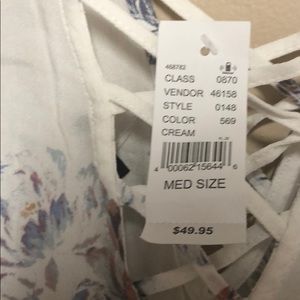 468782
CLASS 0870
VENDOR 46158
STYLE 0148
COLOR 569
CREAM
4 00062 15644 6
MED SIZE
$49.95